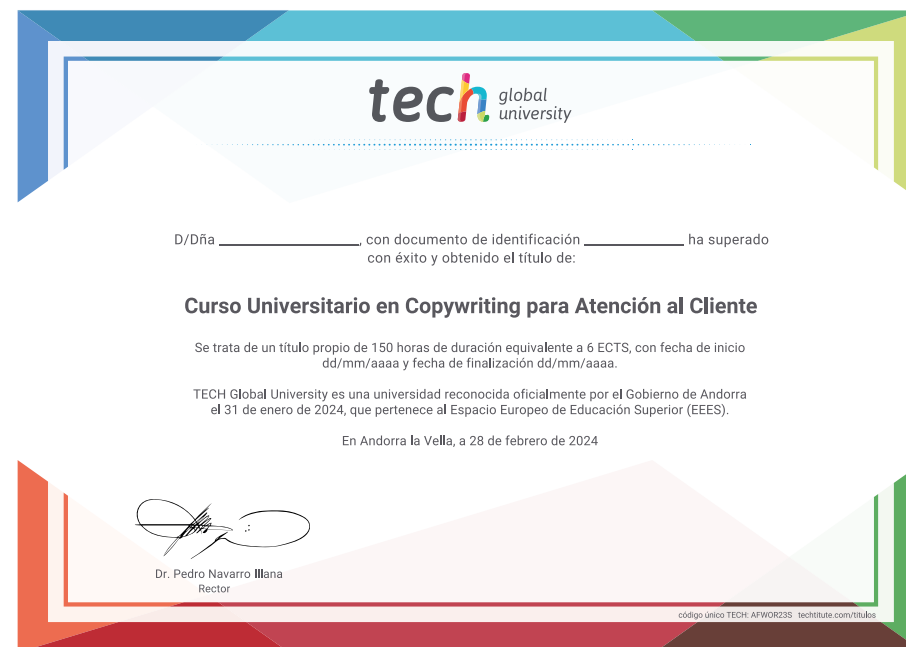 tech global university
D/Dña ____________________, con documento de identificación ______________ ha superado
con éxito y obtenido el título de:
Curso Universitario en Copywriting para Atención al Cliente
Se trata de un título propio de 150 horas de duración equivalente a 6 ECTS, con fecha de inicio
dd/mm/aaaa y fecha de finalización dd/mm/aaaa.
TECH Global University es una universidad reconocida oficialmente por el Gobierno de Andorra
el 31 de enero de 2024, que pertenece al Espacio Europeo de Educación Superior (EEES).
En Andorra la Vella, a 28 de febrero de 2024
Dr. Pedro Navarro Illana
Rector
código único TECH: AFWOR23S techtitute.com/titulos